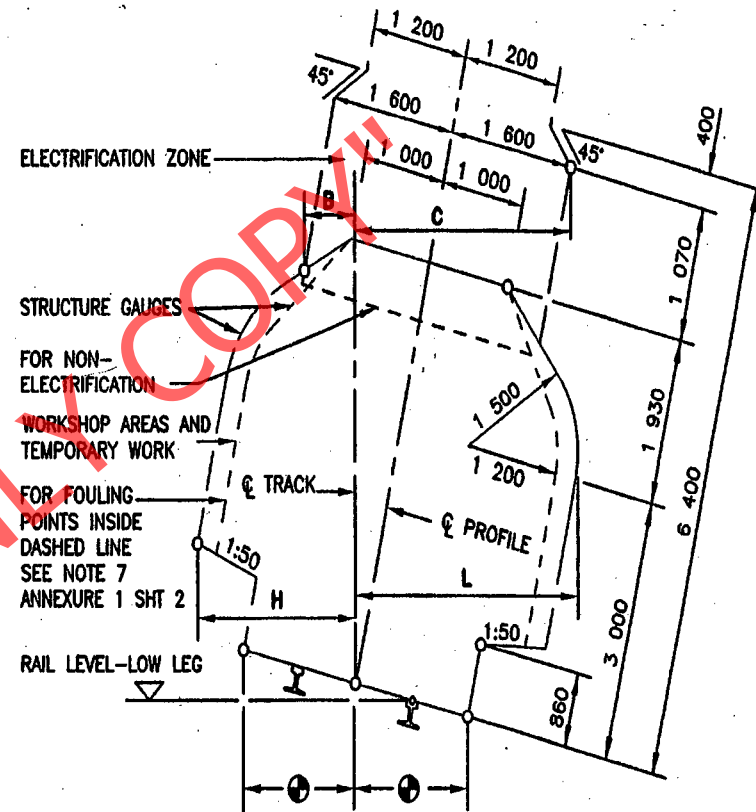 1 200
1 200
45°
1 600
1 600
400
ELECTRIFICATION ZONE
000
1 000
45°
B
C
1 070
STRUCTURE GAUGES
FOR NON-
ELECTRIFICATION
1 500
1 930
WORKSHOP AREAS AND
TEMPORARY WORK
1 200
6 400
FOR FOULING
POINTS INSIDE
DASHED LINE
SEE NOTE 7
ANNEXURE 1 SHT 2
℄ TRACK
℄ PROFILE
1:50
H
L
1:50
3 000
RAIL LEVEL-LOW LEG
860
NLY COPY"